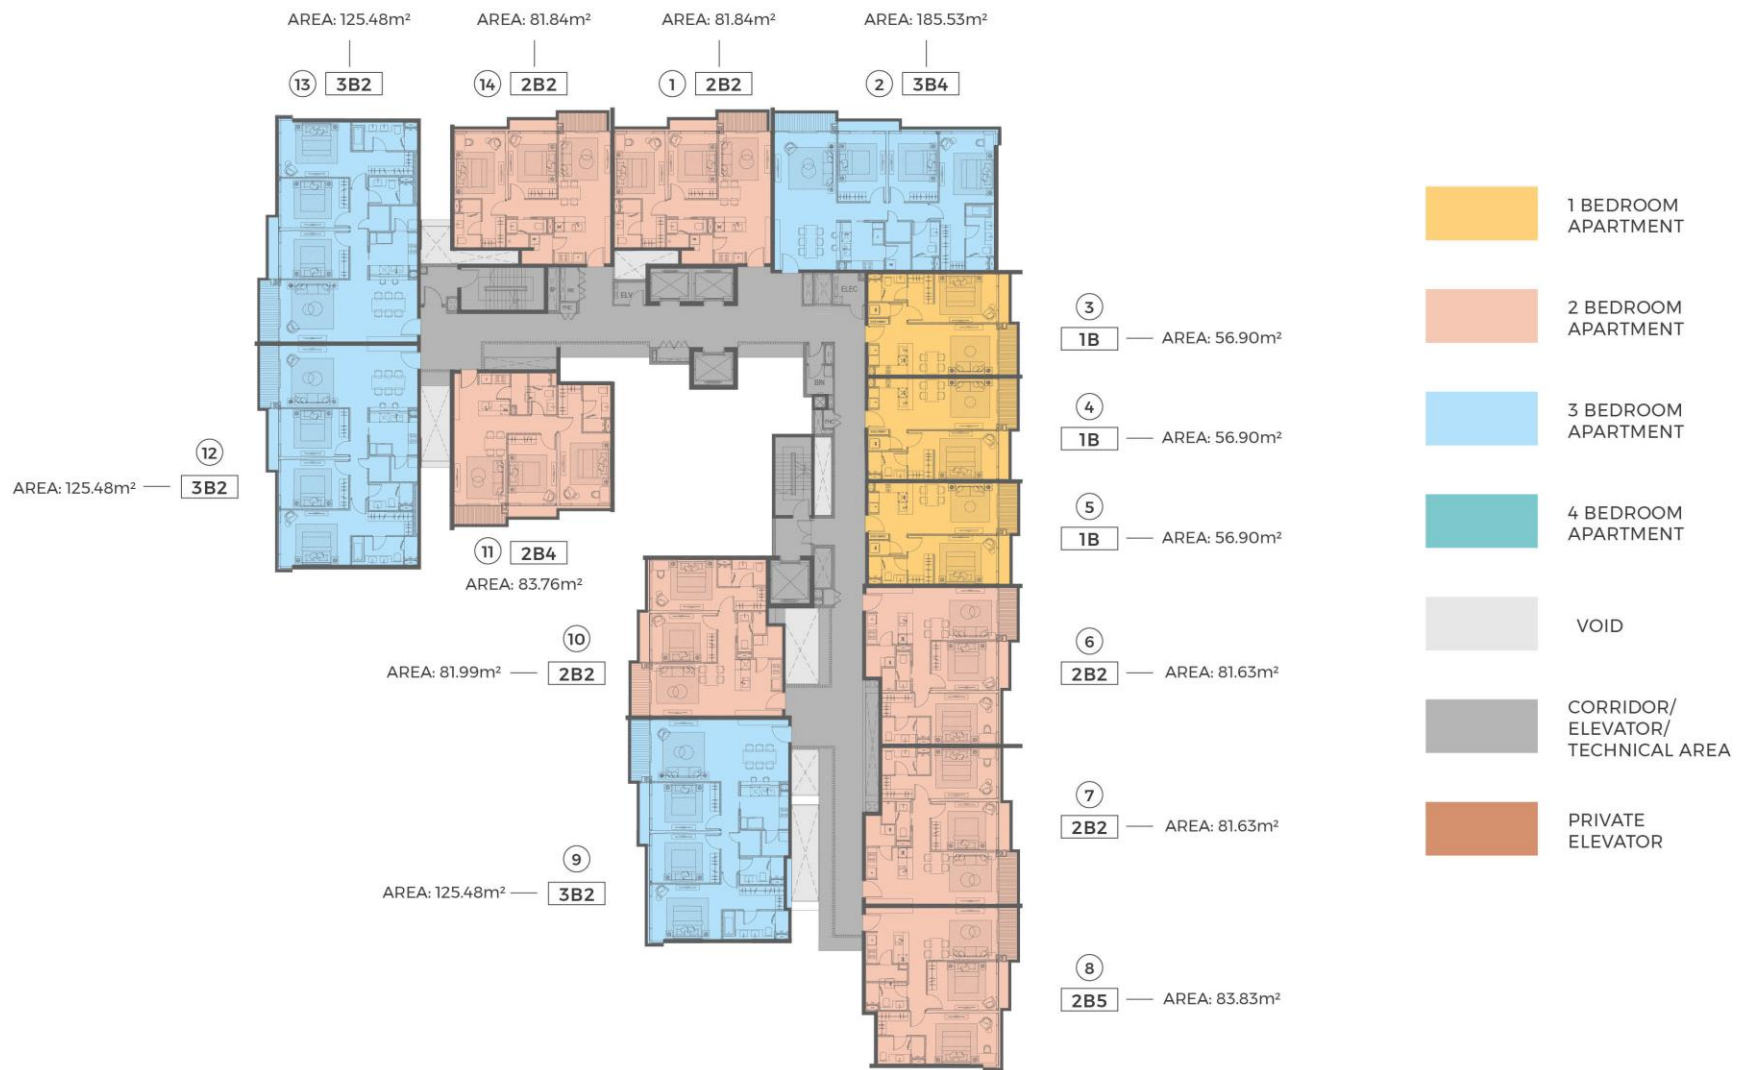 AREA: 125.48m²
AREA: 81.84m²
AREA: 81.84m²
AREA: 185.53m²
13 3B2
14 2B2
1 2B2
2 3B4
ELV
ELEC
3
1B AREA: 56.90m²
4
1B AREA: 56.90m²
12
3B2
AREA: 125.48m²
5
1B AREA: 56.90m²
11 2B4
AREA: 83.76m²
10
AREA: 81.99m² 2B2
6
2B2 AREA: 81.63m²
7
2B2 AREA: 81.63m²
9
AREA: 125.48m² 3B2
8
2B5 AREA: 83.83m²
1 BEDROOM
APARTMENT
2 BEDROOM
APARTMENT
3 BEDROOM
APARTMENT
4 BEDROOM
APARTMENT
VOID
CORRIDOR/
ELEVATOR/
TECHNICAL AREA
PRIVATE
ELEVATOR